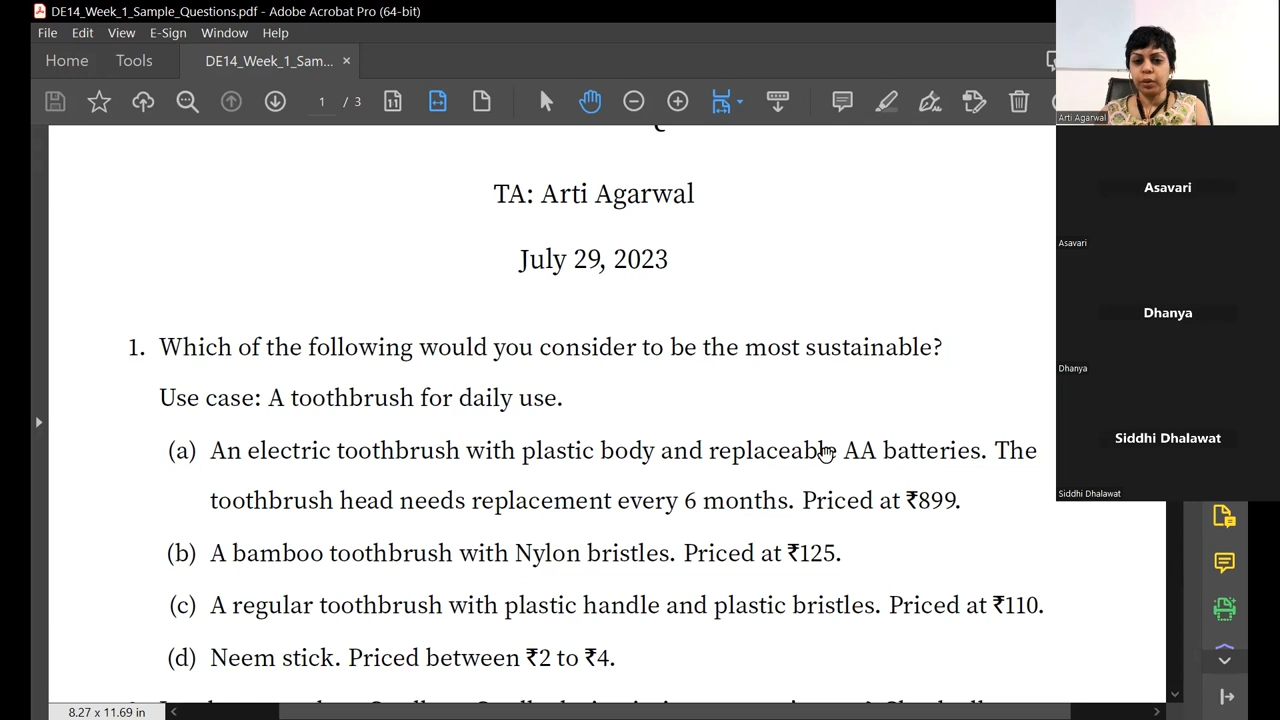 DE14_Week_1_Sample_Questions.pdf - Adobe Acrobat Pro (64-bit)
File Edit View E-Sign Window Help
Home Tools DE14_Week_1_Sam... ×
1 / 3
TA: Arti Agarwal
July 29, 2023
1. Which of the following would you consider to be the most sustainable?
Use case: A toothbrush for daily use.
(a) An electric toothbrush with plastic body and replaceable AA batteries. The
toothbrush head needs replacement every 6 months. Priced at ₹899.
(b) A bamboo toothbrush with Nylon bristles. Priced at ₹125.
(c) A regular toothbrush with plastic handle and plastic bristles. Priced at ₹110.
(d) Neem stick. Priced between ₹2 to ₹4.
8.27 x 11.69 in
Arti Agarwal
Asavari
Asavari
Dhanya
Dhanya
Siddhi Dhalawat
Siddhi Dhalawat